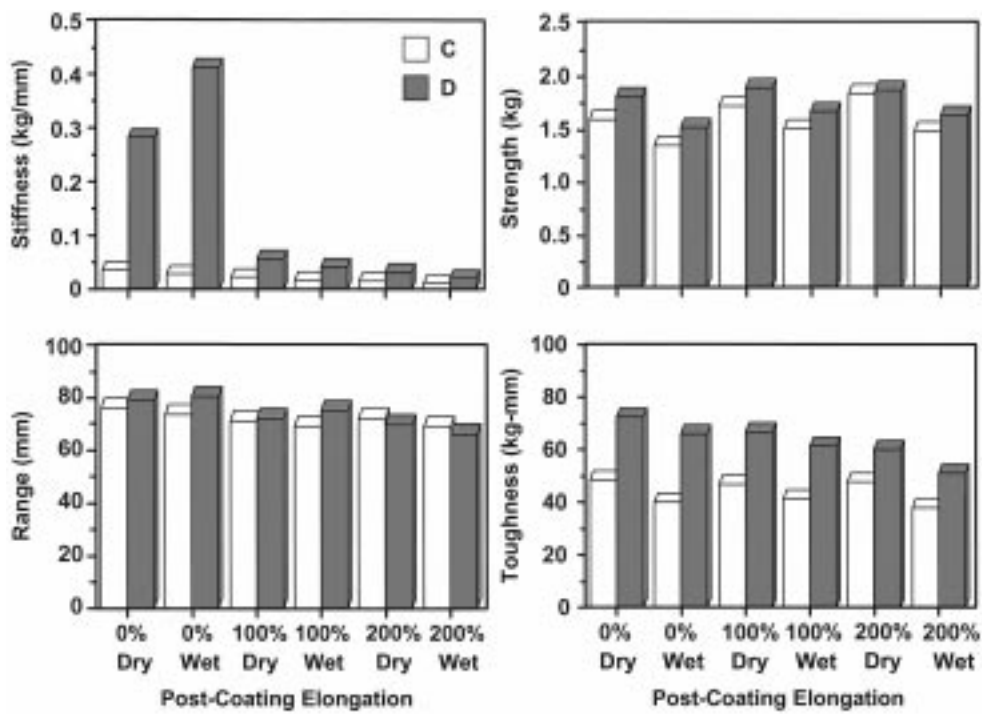 Stiffness (kg/mm)
0.5
0.4
0.3
0.2
0.1
0
C
D
Strength (kg)
2.5
2.0
1.5
1.0
0.5
0
Range (mm)
100
80
60
40
20
0
0% 0% 100% 100% 200% 200%
Dry Wet Dry Wet Dry Wet
Post-Coating Elongation
Toughness (kg-mm)
100
80
60
40
20
0
0% 0% 100% 100% 200% 200%
Dry Wet Dry Wet Dry Wet
Post-Coating Elongation